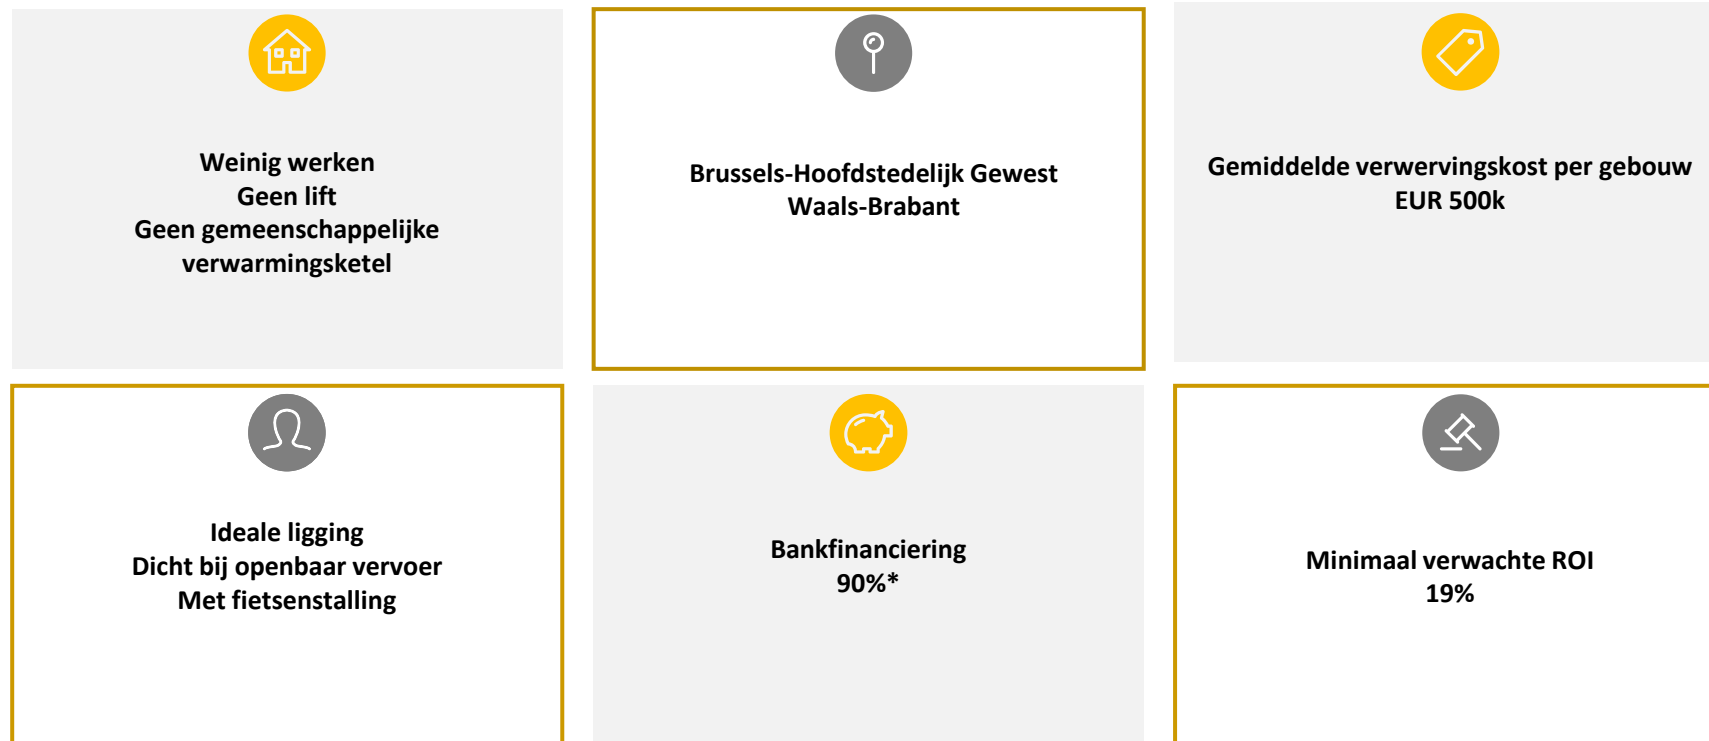 Weinig werken
Geen lift
Geen gemeenschappelijke
verwarmingsketel
Brussels-Hoofdstedelijk Gewest
Waals-Brabant
Gemiddelde verwervingskost per gebouw
EUR 500k
Ideale ligging
Dicht bij openbaar vervoer
Met fietsenstalling
Bankfinanciering
90%*
Minimaal verwachte ROI
19%